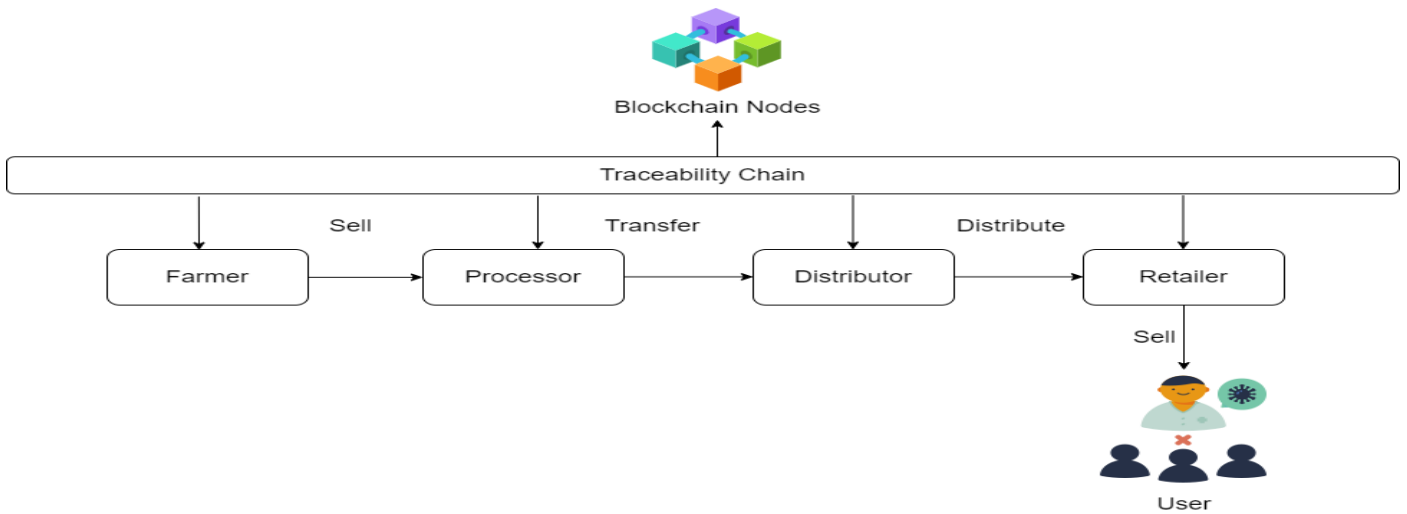 Blockchain Nodes
Traceability Chain
Sell
Transfer
Distribute
Farmer
Processor
Distributor
Retailer
Sell
User